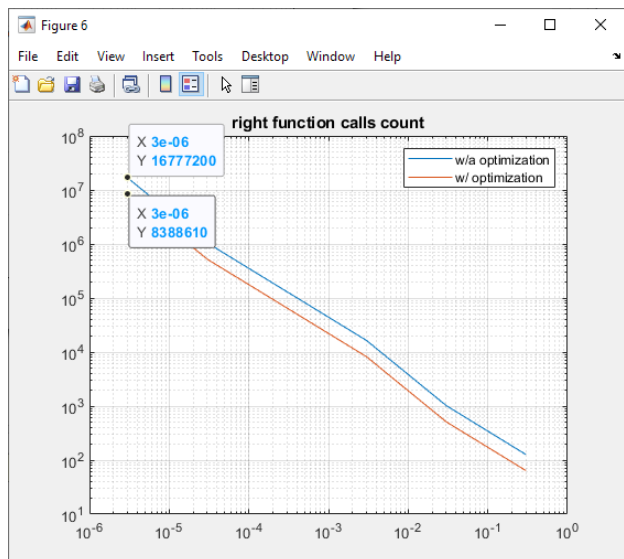 Figure 6
File Edit View Insert Tools Desktop Window Help
right function calls count
X 3e-06
Y 16777200
X 3e-06
Y 8388610
w/a optimization
w/ optimization
10^8
10^7
10^6
10^5
10^4
10^3
10^2
10^1
10^-6 10^-5 10^-4 10^-3 10^-2 10^-1 10^0